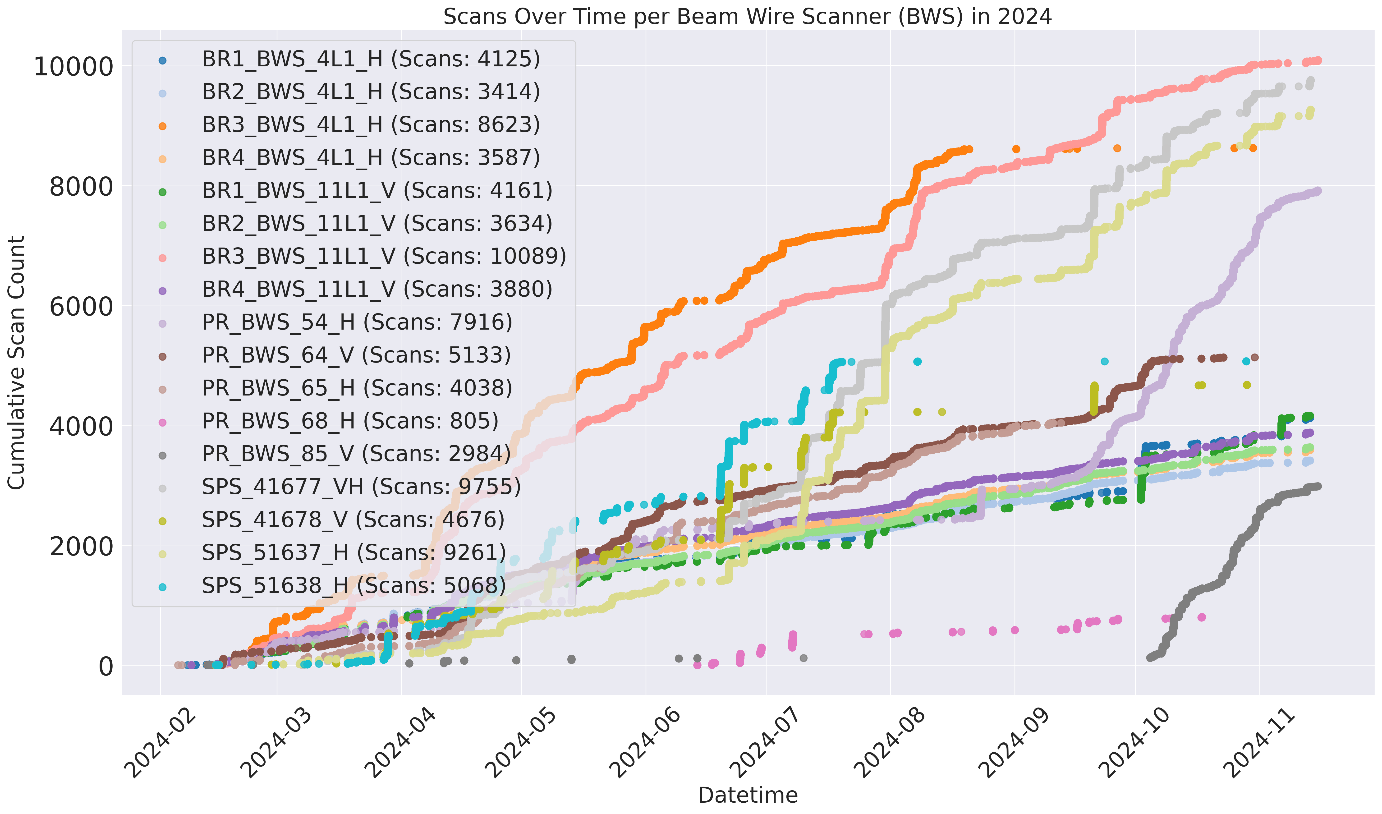 Scans Over Time per Beam Wire Scanner (BWS) in 2024
Cumulative Scan Count
10000
8000
6000
4000
2000
0
BR1_BWS_4L1_H (Scans: 4125)
BR2_BWS_4L1_H (Scans: 3414)
BR3_BWS_4L1_H (Scans: 8623)
BR4_BWS_4L1_H (Scans: 3587)
BR1_BWS_11L1_V (Scans: 4161)
BR2_BWS_11L1_V (Scans: 3634)
BR3_BWS_11L1_V (Scans: 10089)
BR4_BWS_11L1_V (Scans: 3880)
PR_BWS_54_H (Scans: 7916)
PR_BWS_64_V (Scans: 5133)
PR_BWS_65_H (Scans: 4038)
PR_BWS_68_H (Scans: 805)
PR_BWS_85_V (Scans: 2984)
SPS_41677_VH (Scans: 9755)
SPS_41678_V (Scans: 4676)
SPS_51637_H (Scans: 9261)
SPS_51638_H (Scans: 5068)
2024-02
2024-03
2024-04
2024-05
2024-06
2024-07
2024-08
2024-09
2024-10
2024-11
Datetime